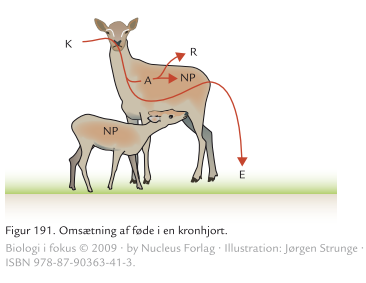 K
R
A
NP
NP
E
Figur 191. Omsætning af føde i en kronhjort.
Biologi i fokus © 2009 · by Nucleus Forlag · Illustration: Jørgen Strunge ·
ISBN 978-87-90363-41-3.